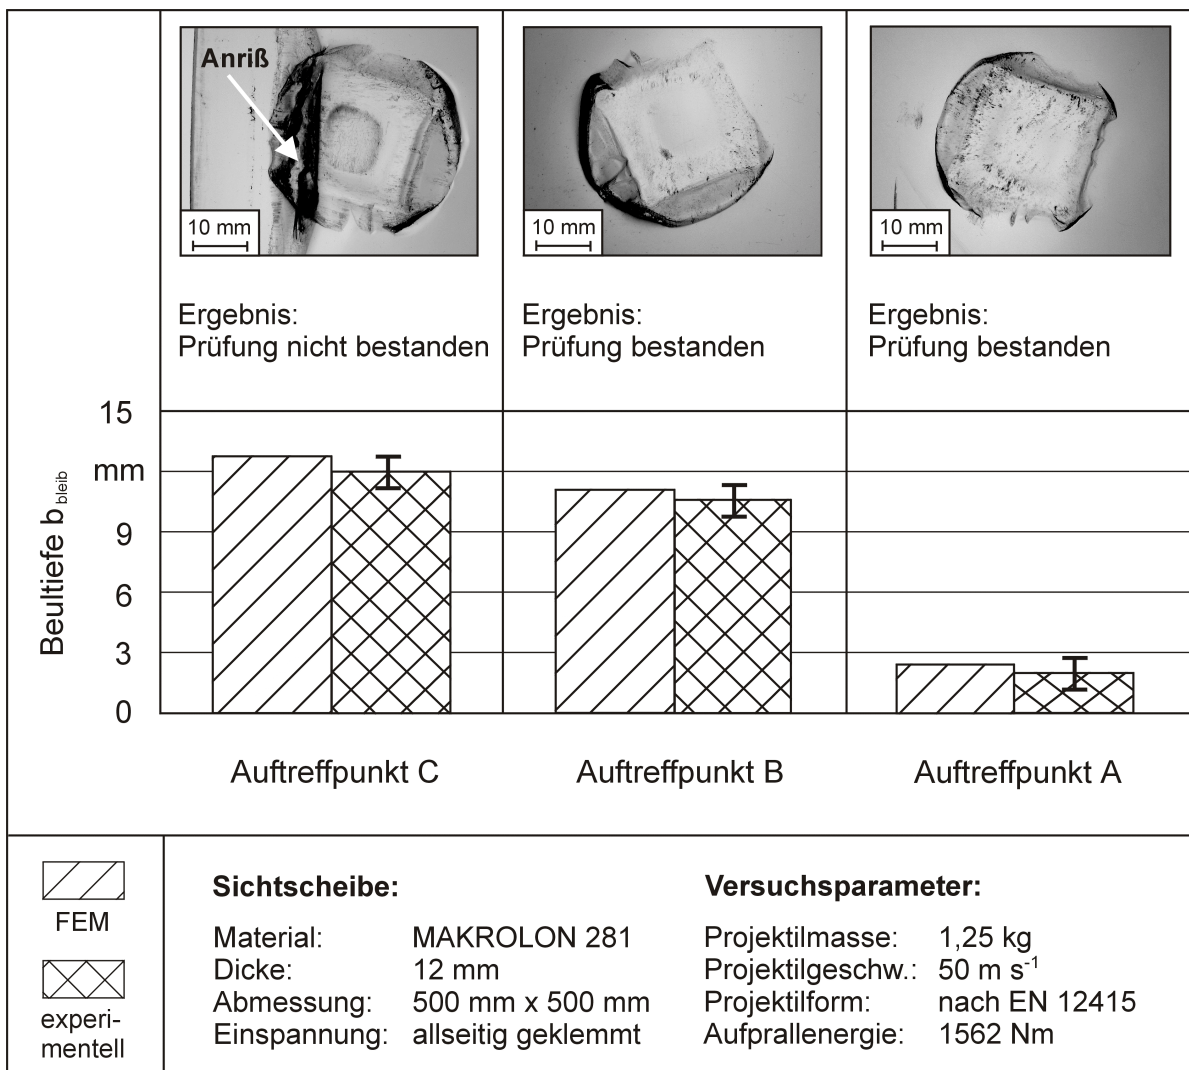 Anriß
10 mm
10 mm
10 mm
Ergebnis:
Prüfung nicht bestanden
Ergebnis:
Prüfung bestanden
Ergebnis:
Prüfung bestanden
Beultiefe b bleib
15
mm
9
6
3
0
Auftreffpunkt C
Auftreffpunkt B
Auftreffpunkt A
FEM
experi-
mentell
Sichtscheibe:
Material: MAKROLON 281
Dicke: 12 mm
Abmessung: 500 mm x 500 mm
Einspannung: allseitig geklemmt
Versuchsparameter:
Projektilmasse: 1,25 kg
Projektilgeschw.: 50 m s⁻¹
Projektilform: nach EN 12415
Aufprallenergie: 1562 Nm